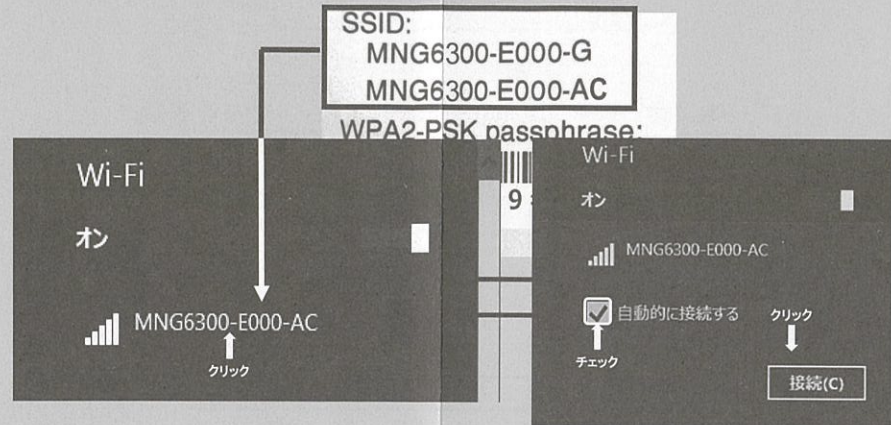 SSID:
MNG6300-E000-G
MNG6300-E000-AC
WPA2-PSK passphrase:
9
Wi-Fi
オン
MNG6300-E000-AC
クリック
Wi-Fi
オン
MNG6300-E000-AC
自動的に接続する
チェック
クリック
接続(C)